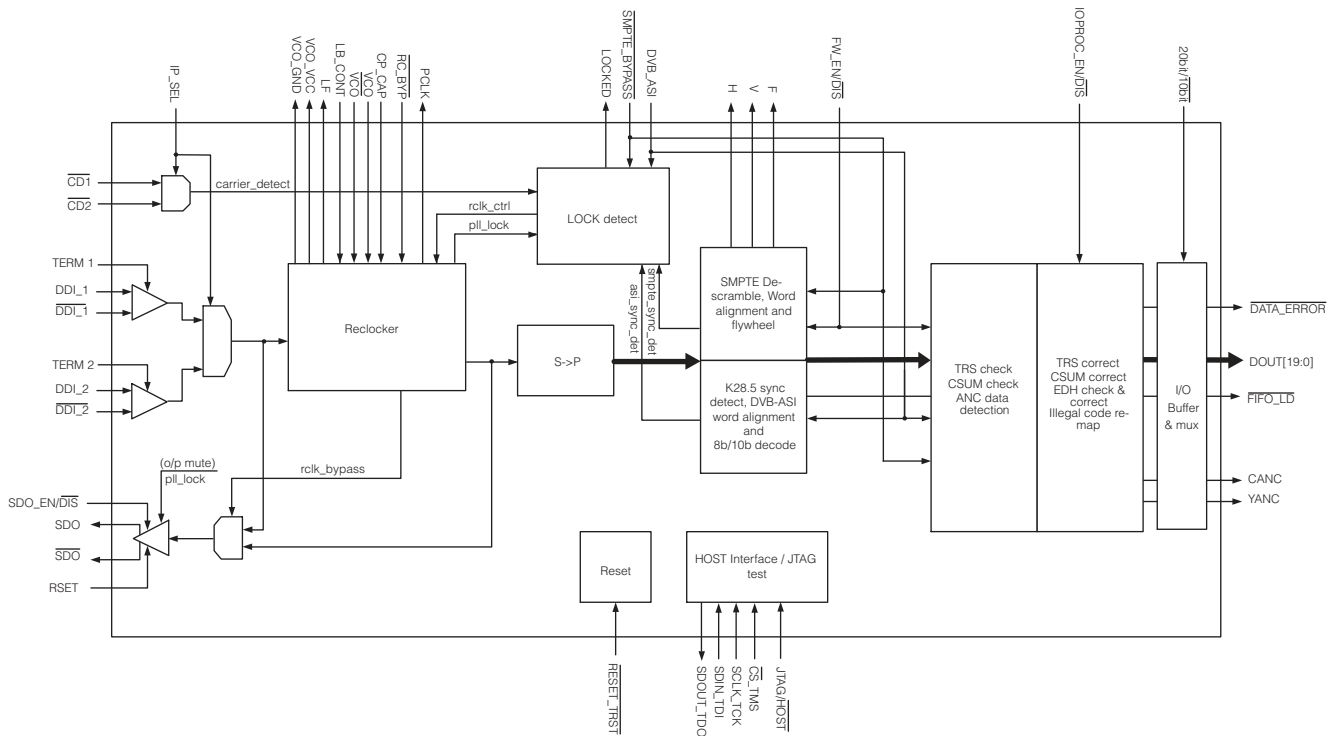 IP_SEL
VCO_GND
VCO_VCC
LF
LB_CONT
VCO
VCO
CP_CAP
RC_BYP
PCLK
LOCKED
SMPTE_BYPASS
DVB_ASI
H
V
F
FW_EN/DIS
IOPROC_EN/DIS
20bit/10bit
CD1
CD2
carrier_detect
rclk_ctrl
pll_lock
LOCK detect
TERM 1
DDI_1
DDI_1
TERM 2
DDI_2
DDI_2
Reclocker
S->P
asi_sync_det
smpte_sync_det
SMPTE De-
scramble, Word
alignment and
flywheel
K28.5 sync
detect, DVB-ASI
word alignment
and
8b/10b decode
TRS check
CSUM check
ANC data
detection
TRS correct
CSUM correct
EDH check &
correct
Illegal code re-
map
I/O
Buffer
& mux
DATA_ERROR
DOUT[19:0]
FIFO_LD
CANC
YANC
(o/p mute)
pll_lock
rclk_bypass
SDO_EN/DIS
SDO
SDO
RSET
Reset
HOST Interface / JTAG
test
RESET_TRST
SDOUT_TDO
SDIN_TDI
SCLK_TCK
CS_TMS
JTAG/HOST